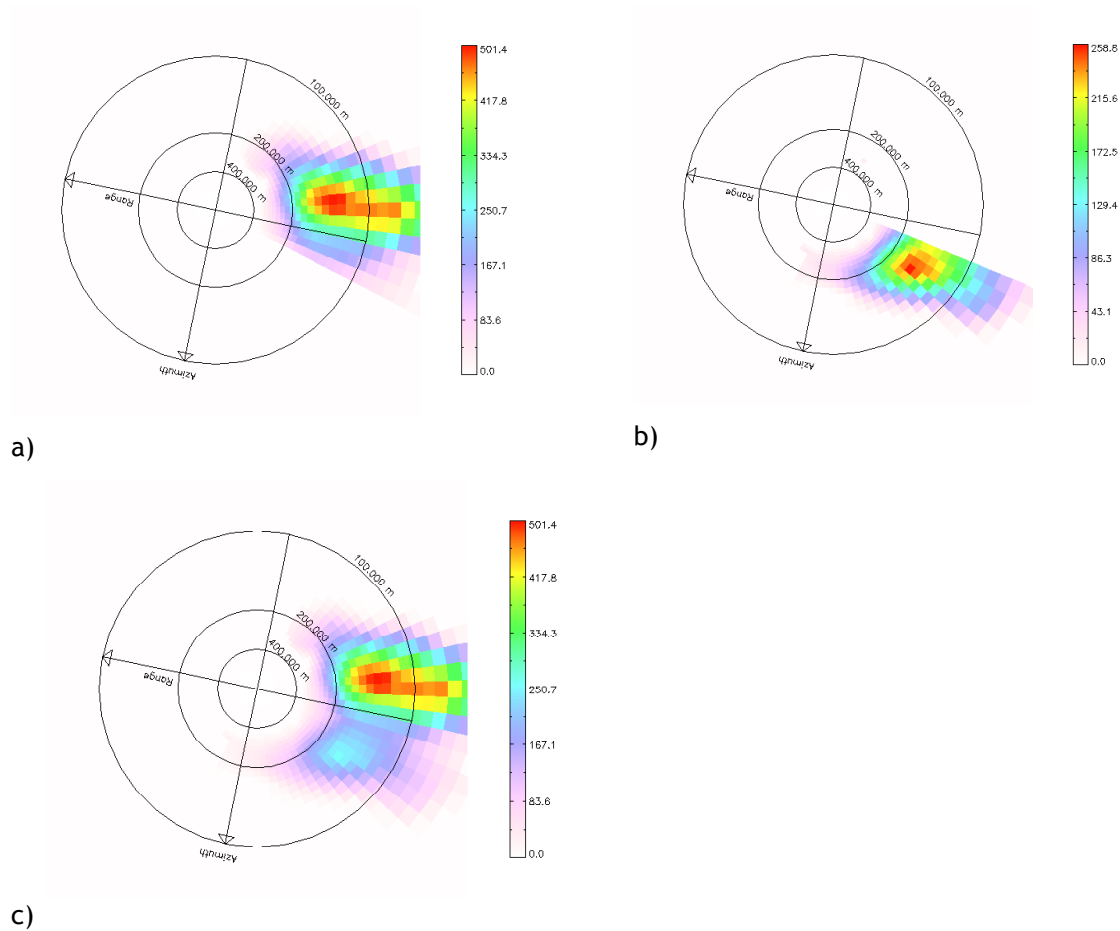 501.4
417.8
334.3
250.7
167.1
83.6
0.0
100.000 m
200.000 m
400.000 m
Range
Azimuth
a)
258.8
215.6
172.5
129.4
86.3
43.1
0.0
100.000 m
200.000 m
400.000 m
Range
Azimuth
b)
501.4
417.8
334.3
250.7
167.1
83.6
0.0
100.000 m
200.000 m
400.000 m
Range
Azimuth
c)